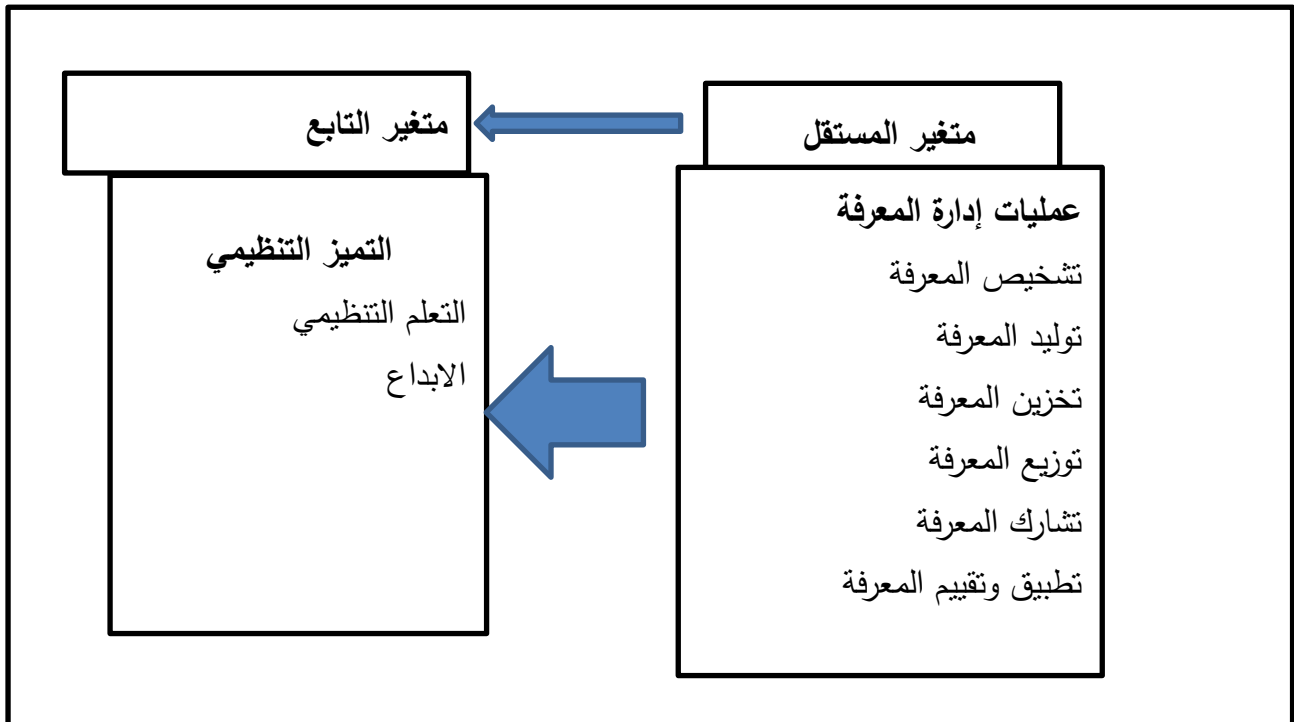 متغير المستقل
عمليات إدارة المعرفة
تشخيص المعرفة
توليد المعرفة
تخزين المعرفة
توزيع المعرفة
تشارك المعرفة
تطبيق وتقييم المعرفة
متغير التابع
التميز التنظيمي
التعلم التنظيمي
الابداع